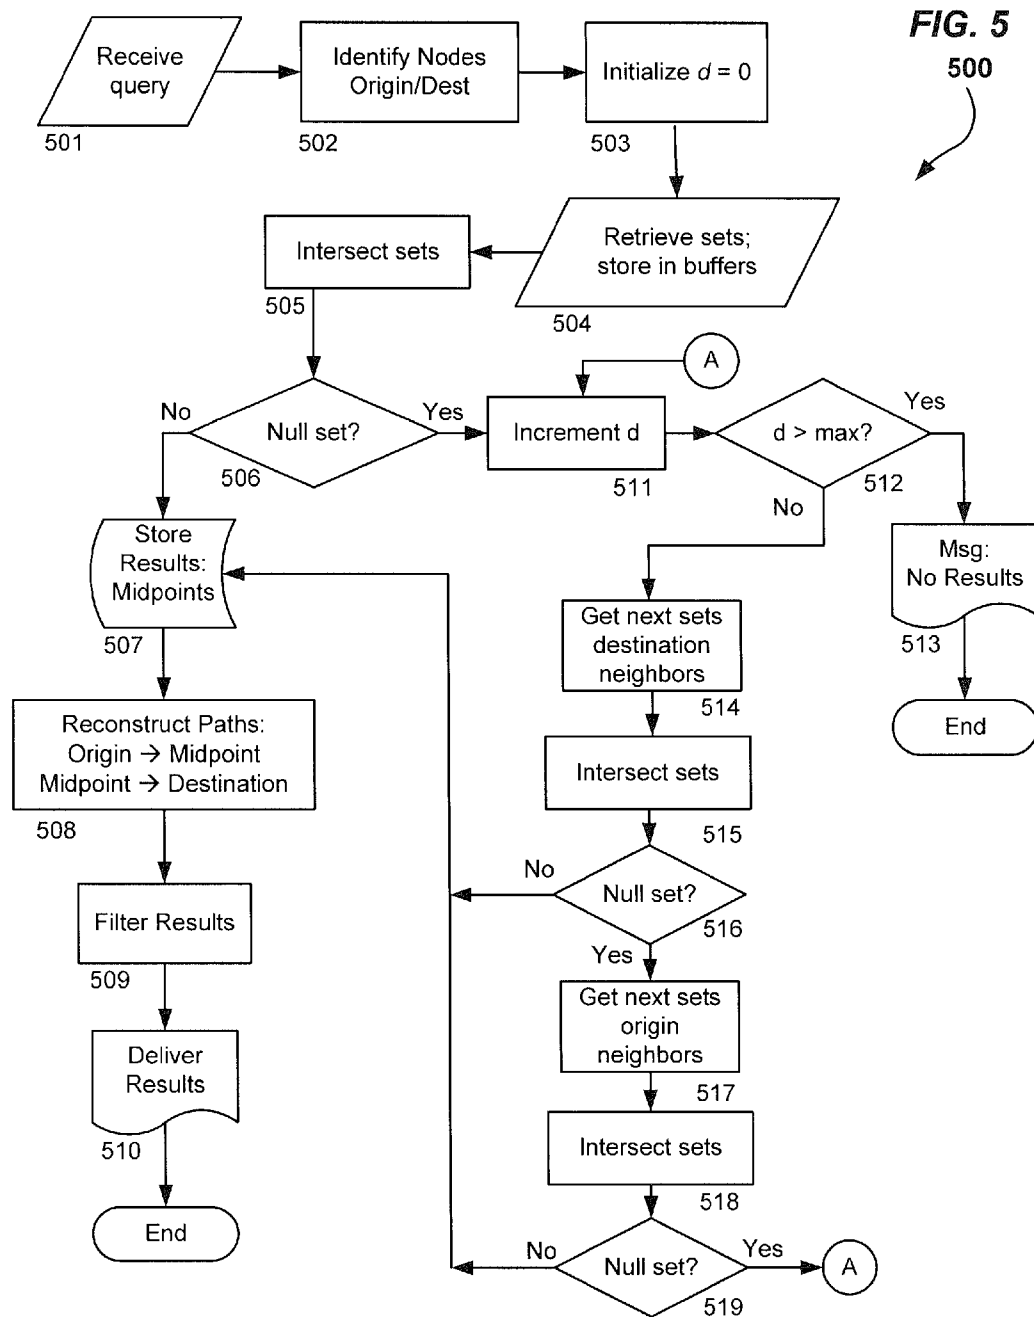 FIG. 5
500
Receive
query
501
Identify Nodes
Origin/Dest
502
Initialize d = 0
503
Retrieve sets;
store in buffers
504
Intersect sets
505
A
Null set?
No
Yes
506
Increment d
511
d > max?
Yes
No
512
Store
Results:
Midpoints
507
Msg:
No Results
513
End
Get next sets
destination
neighbors
514
Reconstruct Paths:
Origin → Midpoint
Midpoint → Destination
508
Intersect sets
515
Null set?
No
Yes
516
Filter Results
509
Get next sets
origin
neighbors
517
Deliver
Results
510
Intersect sets
518
End
Null set?
No
Yes
519
A